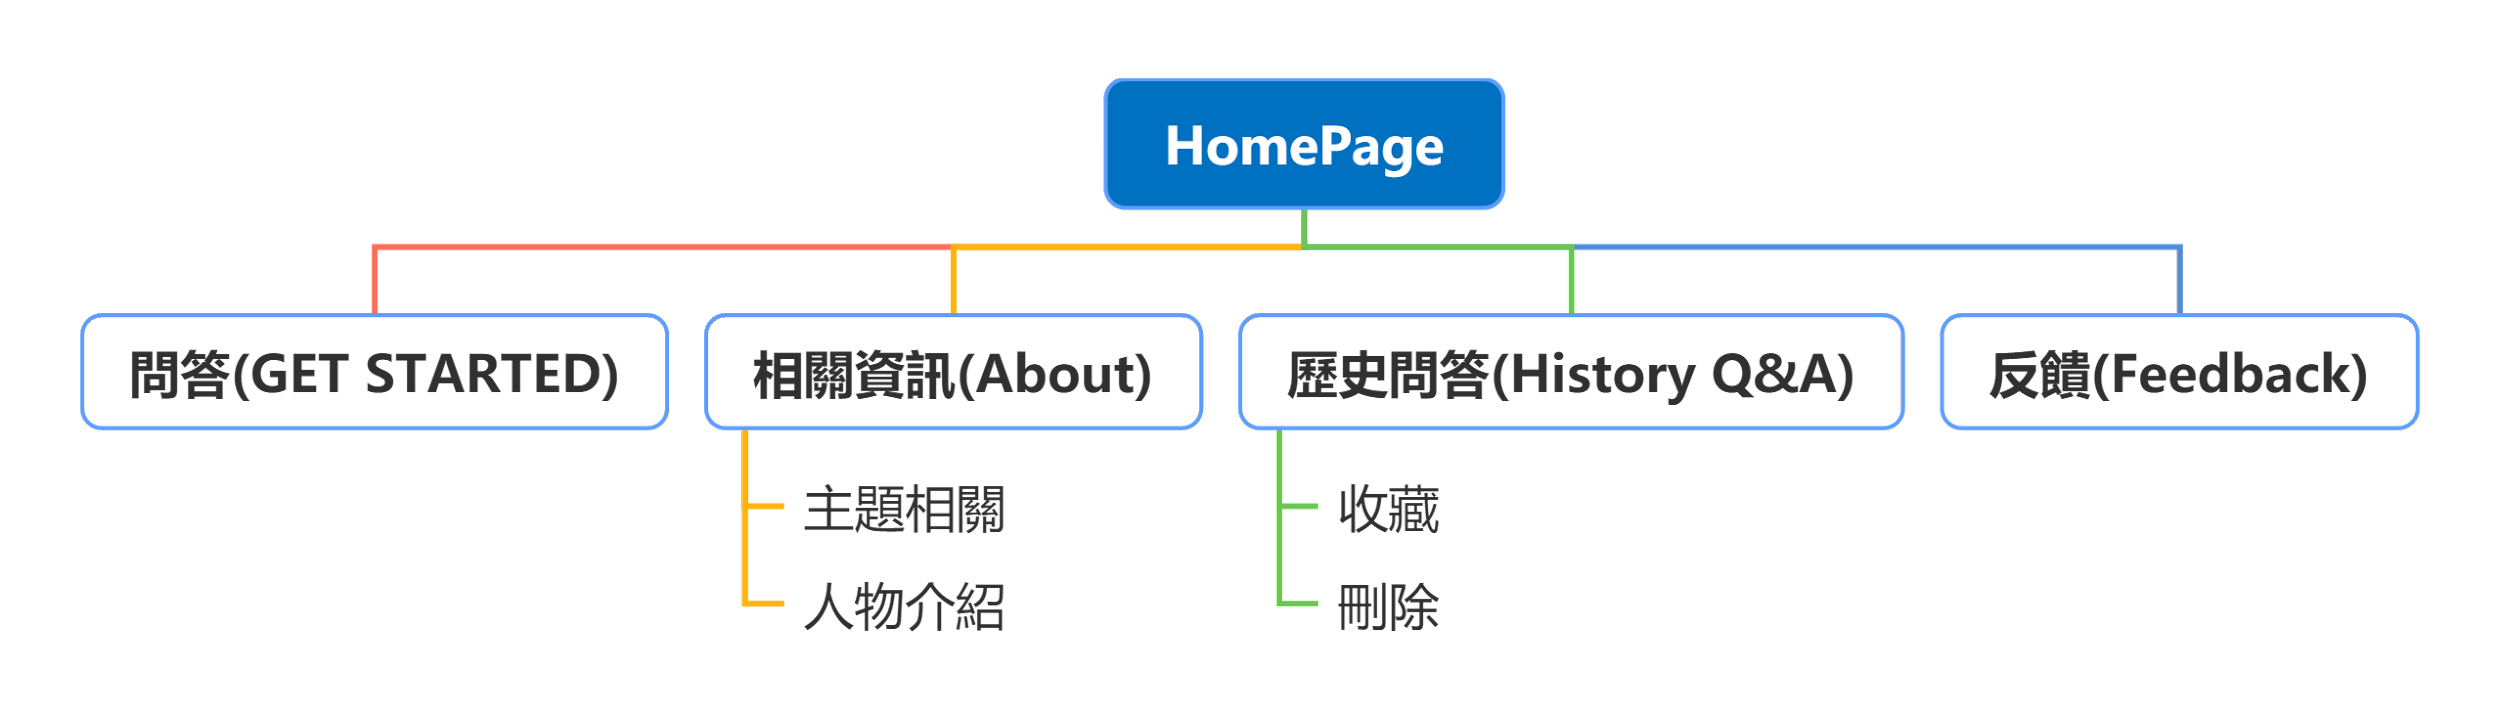 HomePage
問答(GET STARTED)
相關資訊(About)
歷史問答(History Q&A)
反饋(Feedback)
主題相關
人物介紹
收藏
刪除